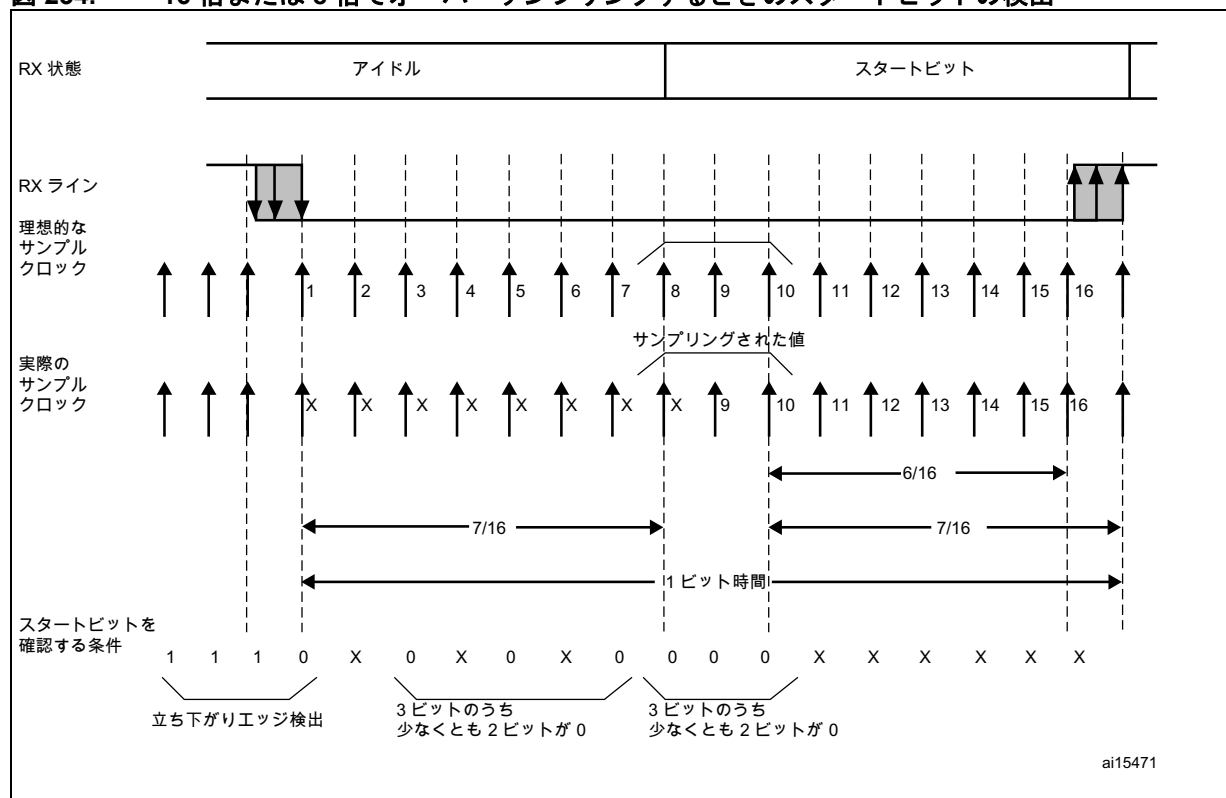 図 254. 16 倍または 8 倍でオーバーサンプリングするときのスタートビットの検出
RX 状態
アイドル
スタートビット
RX ライン
理想的な
サンプル
クロック
1 2 3 4 5 6 7 8 9 10 11 12 13 14 15 16
サンプリングされた値
実際の
サンプル
クロック
X X X X X X X X 9 10 11 12 13 14 15 16
6/16
7/16 7/16
1 ビット時間
スタートビットを
確認する条件
1 1 1 0 X 0 X 0 X 0 0 0 0 X X X X X X
立ち下がりエッジ検出
3 ビットのうち
少なくとも 2 ビットが 0
3 ビットのうち
少なくとも 2 ビットが 0
ai15471